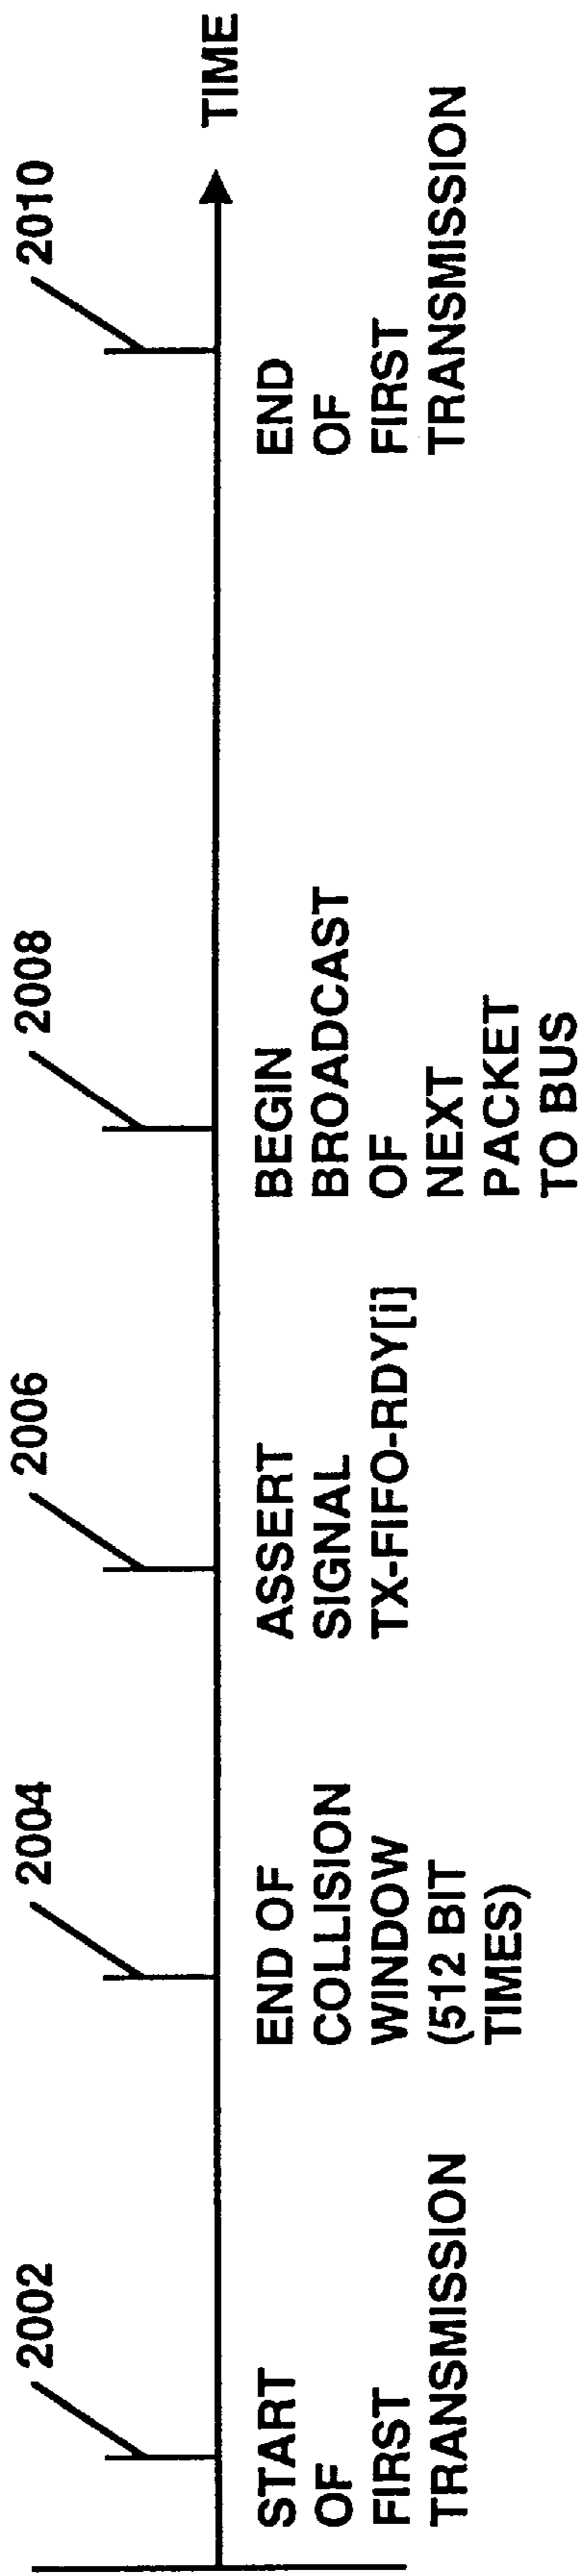 2002
2004
2006
2008
2010
TIME
START
OF
FIRST
TRANSMISSION
END OF
COLLISION
WINDOW
(512 BIT
TIMES)
ASSERT
SIGNAL
TX-FIFO-RDY[i]
BEGIN
BROADCAST
OF
NEXT
PACKET
TO BUS
END
OF
FIRST
TRANSMISSION